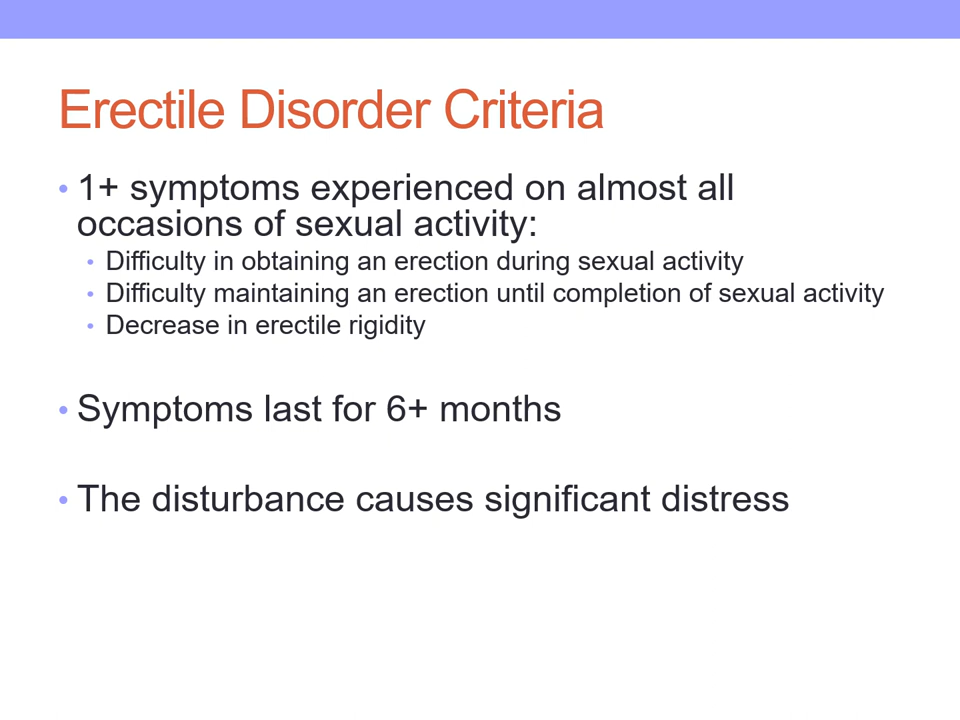 Erectile Disorder Criteria
• 1+ symptoms experienced on almost all
occasions of sexual activity:
• Difficulty in obtaining an erection during sexual activity
• Difficulty maintaining an erection until completion of sexual activity
• Decrease in erectile rigidity
• Symptoms last for 6+ months
• The disturbance causes significant distress